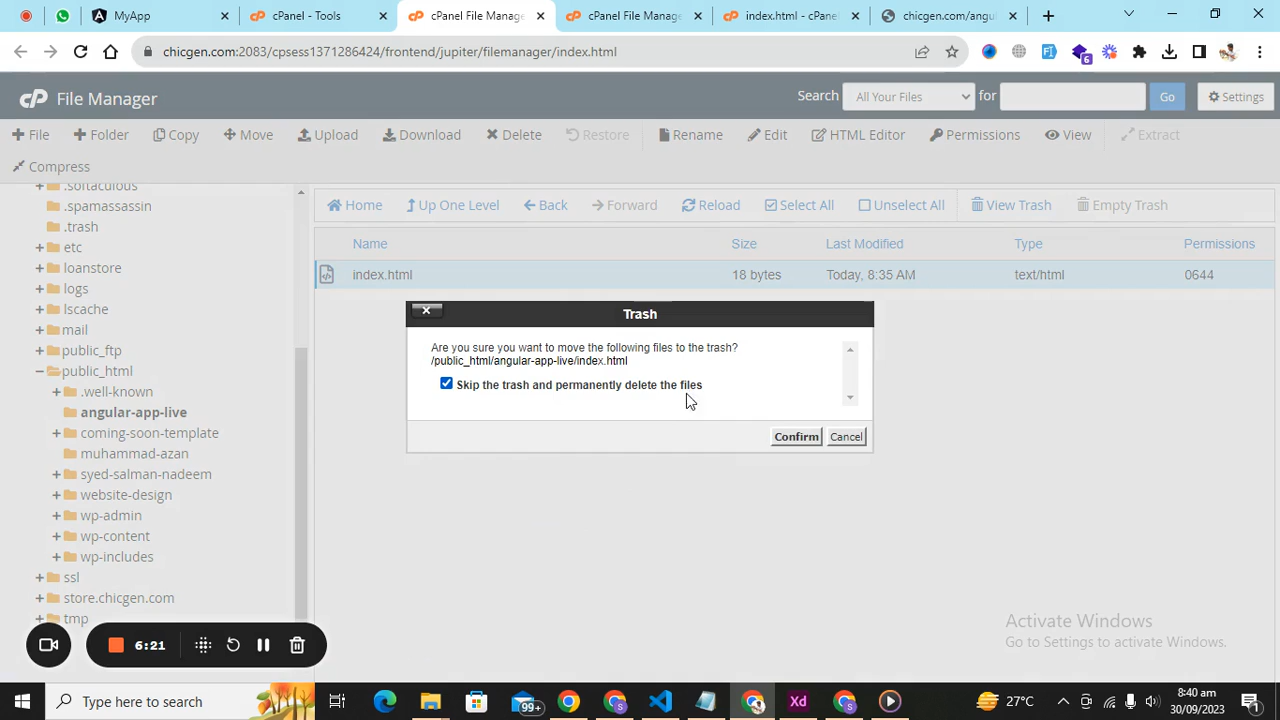 MyApp
cPanel - Tools
cPanel File Manage
cPanel File Manage
index.html - cPane
chicgen.com/angu
chicgen.com:2083/cpsess1371286424/frontend/jupiter/filemanager/index.html
6
cP File Manager
Search
All Your Files
for
Go
Settings
File
Folder
Copy
Move
Upload
Download
Delete
Restore
Rename
Edit
HTML Editor
Permissions
View
Extract
Compress
.softaculous
.spamassassin
.trash
etc
loanstore
logs
lscache
mail
public_ftp
public_html
.well-known
angular-app-live
coming-soon-template
muhammad-azan
syed-salman-nadeem
website-design
wp-admin
wp-content
wp-includes
ssl
store.chicgen.com
tmp
Home
Up One Level
Back
Forward
Reload
Select All
Unselect All
View Trash
Empty Trash
Name
Size
Last Modified
Type
Permissions
index.html
18 bytes
Today, 8:35 AM
text/html
0644
Trash
Are you sure you want to move the following files to the trash?
/public_html/angular-app-live/index.html
Skip the trash and permanently delete the files
Confirm
Cancel
Activate Windows
Go to Settings to activate Windows.
6:21
Type here to search
99+
Xd
27°C
8:40 am
30/09/2023
1